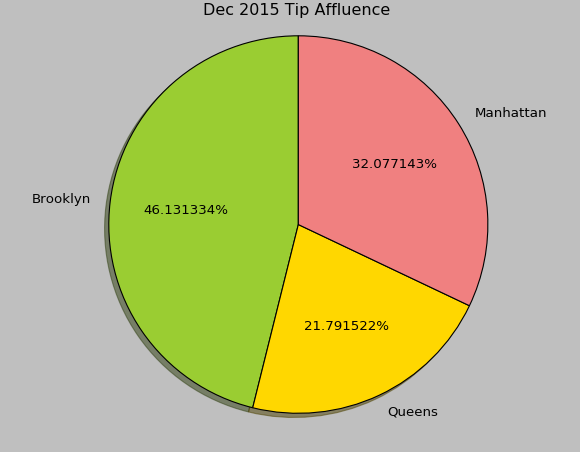 Dec 2015 Tip Affluence
Manhattan
32.077143%
Brooklyn
46.131334%
21.791522%
Queens